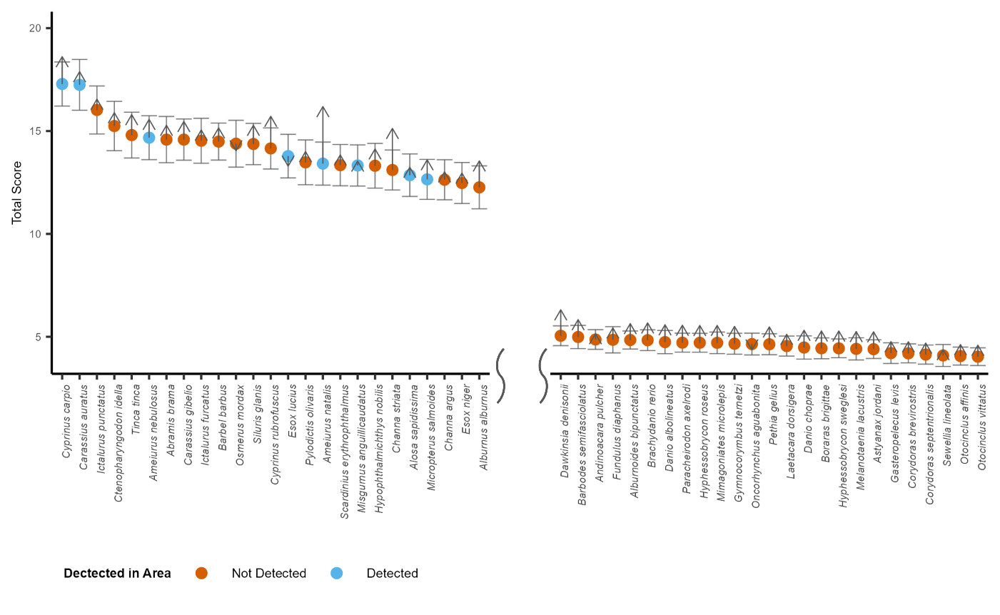 20
15
10
5
Total Score
Cyprinus carpio
Carassius auratus
Ictalurus punctatus
Ctenopharyngodon idella
Tinca tinca
Ameiurus nebulosus
Abramis brama
Carassius gibelio
Ictalurus furcatus
Barbel barbus
Osmerus mordax
Siluris glanis
Cyprinus rubrofuscus
Esox lucius
Pylodictis olivaris
Ameiurus natalis
Scardinius erythrophthalmus
Misgurnus anguillicaudatus
Hypophthalmichthys nobilis
Channa striata
Alosa sapidissima
Micropterus salmoides
Channa argus
Esox niger
Alburnus alburnus
Dawkinsia denisonii
Barbodes semifasciolatus
Andinoacara pulcher
Fundulus diaphanus
Alburnoides bipunctatus
Brachydanio rerio
Danio albolineatus
Paracheirodon axelrodi
Hyphessobrycon roseus
Mimagoniates microlepis
Gymnocorymbus ternetzi
Oncorhynchus aguabonita
Pethia gelius
Laetacara dorsigera
Danio choprae
Boraras brigittae
Hyphessobrycon sweglesi
Melanotaenia lacustris
Astyanax jordani
Gasteropelecus levis
Corydoras brevirostris
Corydoras septentrionalis
Sewellia lineolata
Otocinclus affinis
Otocinclus vittatus
Dectected in Area Not Detected Detected